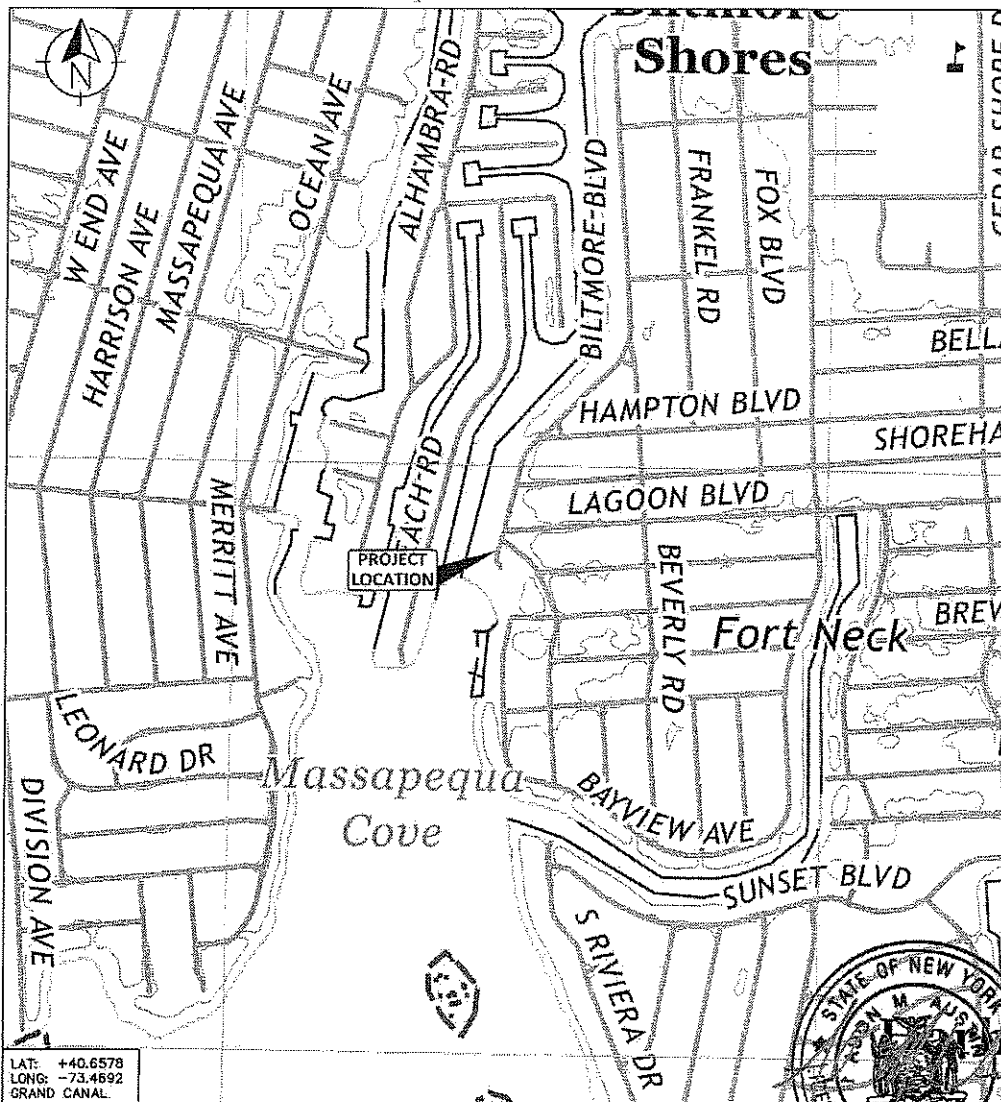 Biltmore
Shores
N
ALHAMBRA-RD
BILTMORE-BLVD
W END AVE
HARRISON AVE
MASSAPEQUA AVE
OCEAN AVE
FRANKEL RD
FOX BLVD
BELL
HAMPTON BLVD
SHOREHA
LAGOON BLVD
MERRITT AVE
EACH-RD
PROJECT
LOCATION
BEVERLY RD
Fort Neck
BREW
LEONARD DR
Massapequa
Cove
DIVISION AVE
BAYVIEW AVE
SUNSET BLVD
S RIVIERA DR
STATE OF NEW YORK
M. AUS
LAT: +40.6578
LONG: -73.4692
GRAND CANAL